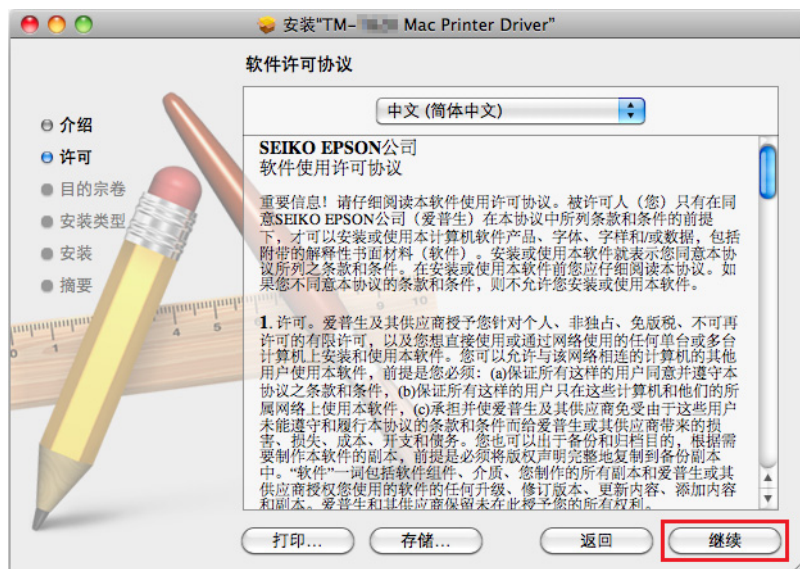 安装"TM- Mac Printer Driver"
软件许可协议
介绍
许可
目的宗卷
安装类型
安装
摘要
中文 (简体中文)
SEIKO EPSON公司
软件使用许可协议
重要信息！请仔细阅读本软件使用许可协议。被许可人（您）只有在同
意SEIKO EPSON公司（爱普生）在本协议中所列条款和条件的前提
下，才可以安装或使用本计算机软件产品、字体、字样和/或数据，包括
附带的解释性书面材料（软件）。安装或使用本软件就表示您同意本协
议所列之条款和条件。在安装或使用本软件前您应仔细阅读本协议。如
果您不同意本协议的条款和条件，则不允许您安装或使用本软件。
1. 许可。爱普生及其供应商授予您针对个人、非独占、免版税、不可再
许可的有限许可，以及您想直接使用或通过网络使用的任何单台或多台
计算机上安装和使用本软件。您可以允许与该网络相连的计算机的其他
用户使用本软件，前提是您必须：(a)保证所有这样的用户同意并遵守本
协议之条款和条件，(b)保证所有这样的用户只在这些计算机和他们的所
属网络上使用本软件，(c)承担并使爱普生及其供应商免受由于这些用户
未能遵守和履行本协议的条款和条件而给爱普生或其供应商带来的损
害、损失、成本、开支和债务。您也可以出于备份和归档目的，根据需
要制作本软件的副本，前提是必须将版权声明完整地复制到备份副本
中。“软件”一词包括软件组件、介质、您制作的所有副本和爱普生或其
供应商授权您使用的软件的任何升级、修订版本、更新内容、添加内容
和副本。爱普生和其供应商保留未在此授予您的所有权利。
打印...
存储...
返回
继续